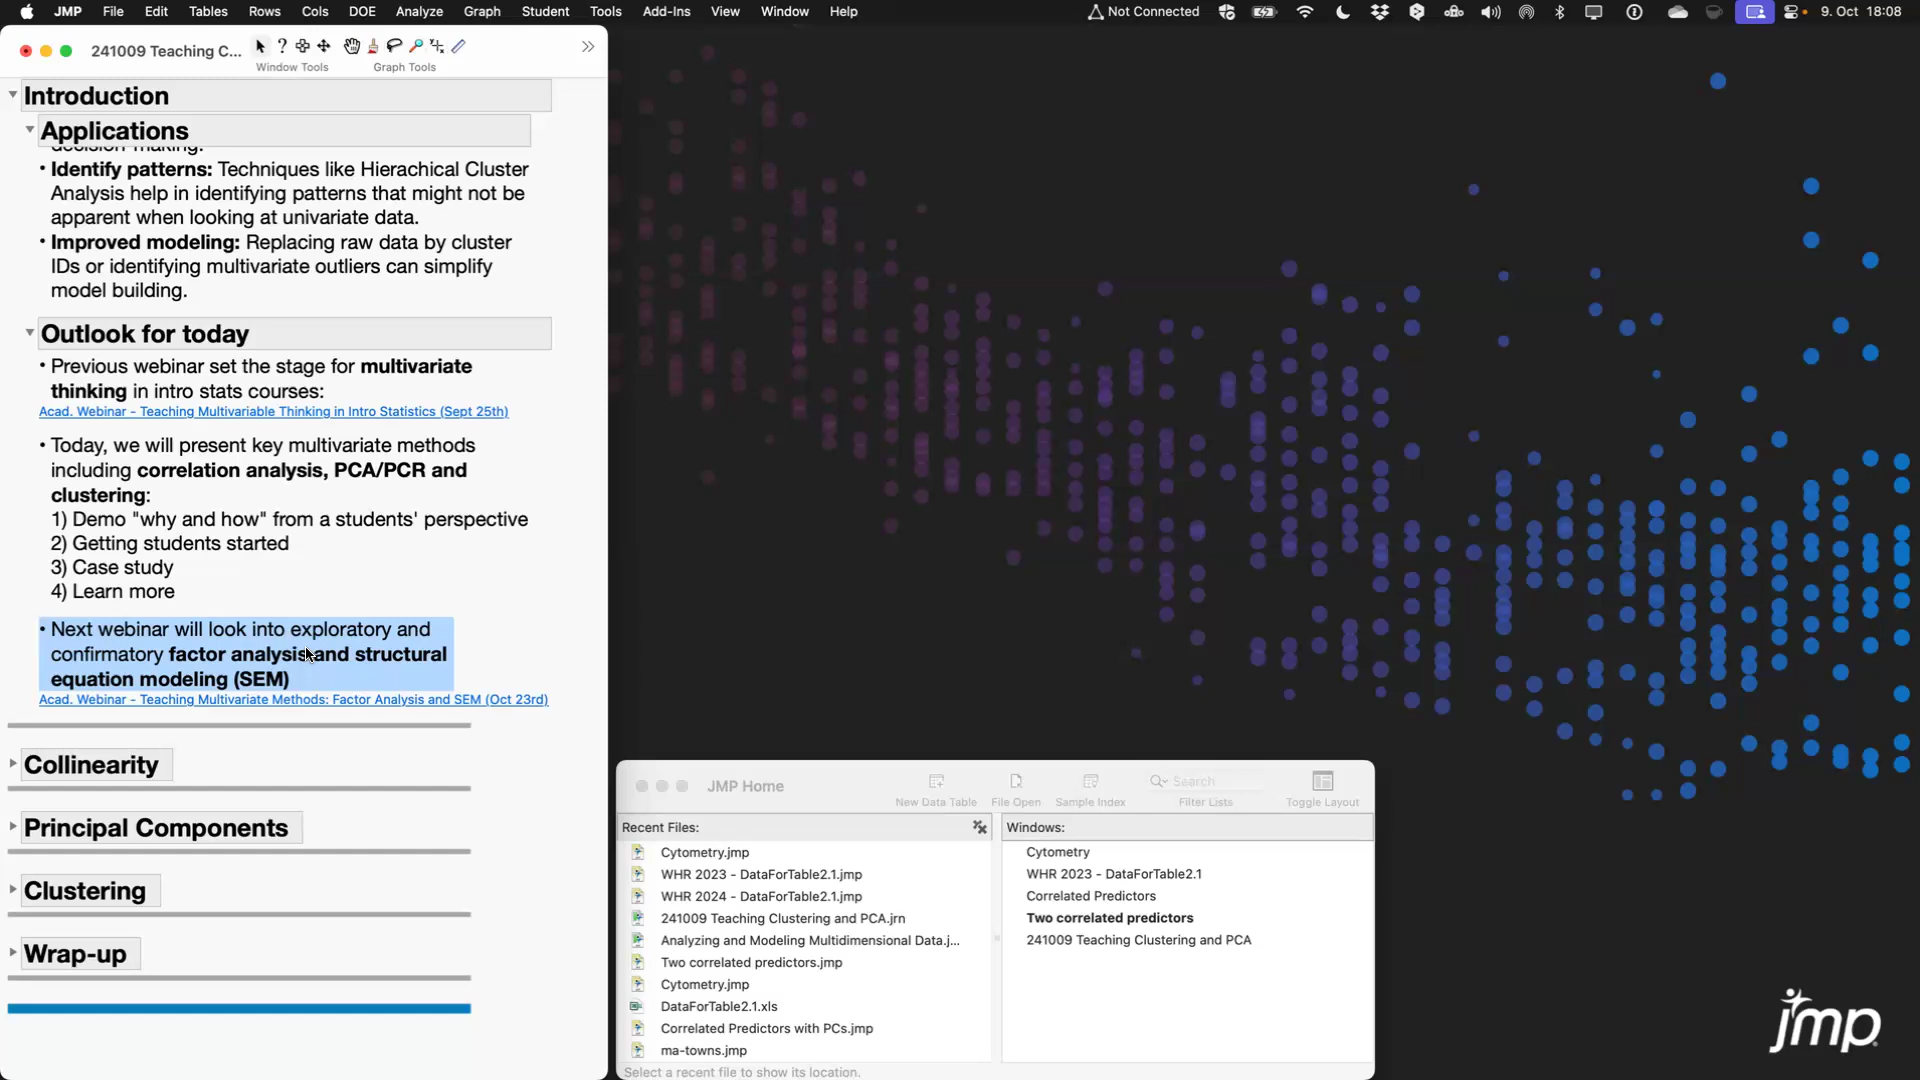 JMP File Edit Tables Rows Cols DOE Analyze Graph Student Tools Add-Ins View Window Help Not Connected 9. Oct 18:08
241009 Teaching C...
Window Tools Graph Tools
Introduction
Applications
decision-making.
• Identify patterns: Techniques like Hierachical Cluster
Analysis help in identifying patterns that might not be
apparent when looking at univariate data.
• Improved modeling: Replacing raw data by cluster
IDs or identifying multivariate outliers can simplify
model building.
Outlook for today
• Previous webinar set the stage for multivariate
thinking in intro stats courses:
Acad. Webinar - Teaching Multivariable Thinking in Intro Statistics (Sept 25th)
• Today, we will present key multivariate methods
including correlation analysis, PCA/PCR and
clustering:
1) Demo "why and how" from a students' perspective
2) Getting students started
3) Case study
4) Learn more
• Next webinar will look into exploratory and
confirmatory factor analysis and structural
equation modeling (SEM)
Acad. Webinar - Teaching Multivariate Methods: Factor Analysis and SEM (Oct 23rd)
Collinearity
Principal Components
Clustering
Wrap-up
JMP Home
Search
New Data Table File Open Sample Index Filter Lists Toggle Layout
Recent Files:
Cytometry.jmp
WHR 2023 - DataForTable2.1.jmp
WHR 2024 - DataForTable2.1.jmp
241009 Teaching Clustering and PCA.jrn
Analyzing and Modeling Multidimensional Data.j...
Two correlated predictors.jmp
Cytometry.jmp
DataForTable2.1.xls
Correlated Predictors with PCs.jmp
ma-towns.jmp
Select a recent file to show its location.
Windows:
Cytometry
WHR 2023 - DataForTable2.1
Correlated Predictors
Two correlated predictors
241009 Teaching Clustering and PCA
jmp